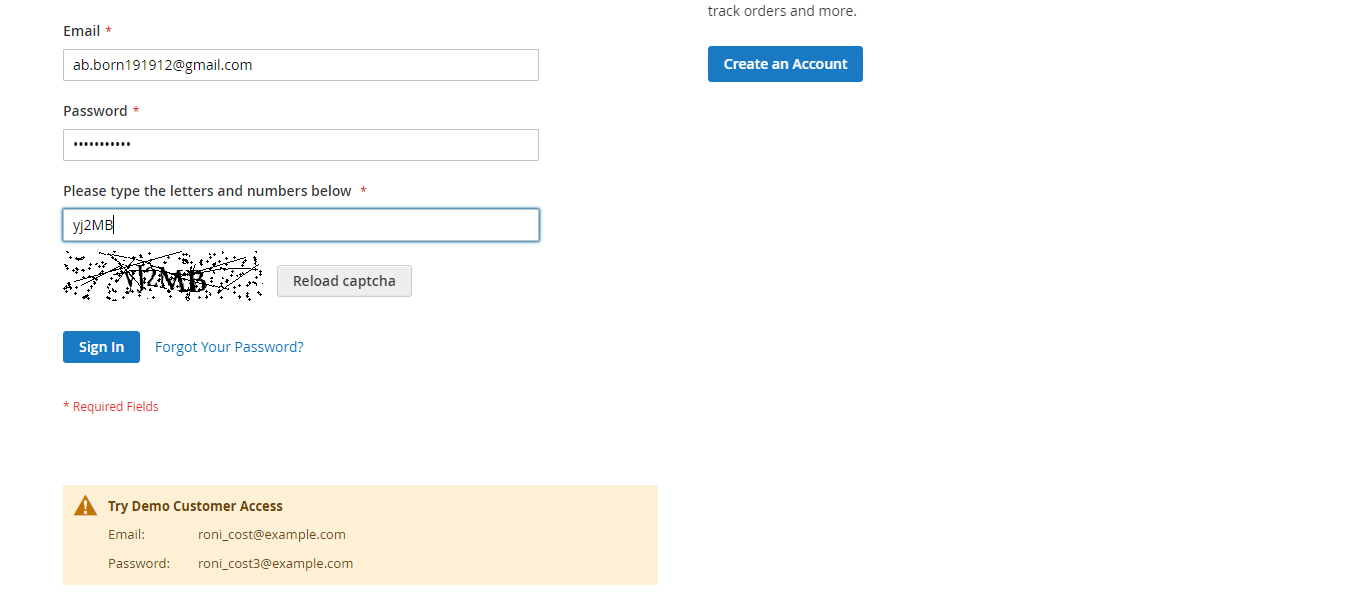 track orders and more.
Email *
ab.born191912@gmail.com
Create an Account
Password *
•••••••••••
Please type the letters and numbers below *
yj2MB
Reload captcha
Sign In
Forgot Your Password?
* Required Fields
Try Demo Customer Access
Email: roni_cost@example.com
Password: roni_cost3@example.com